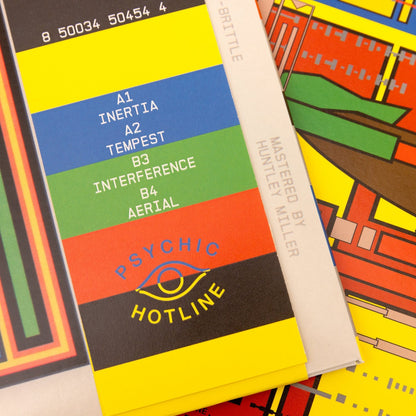 8 50034 50454 4
A1
INERTIA
A2
TEMPEST
B3
INTERFERENCE
B4
AERIAL
PSYCHIC
HOTLINE
-BRITTLE
MASTERED BY
HUNTLEY MILLER